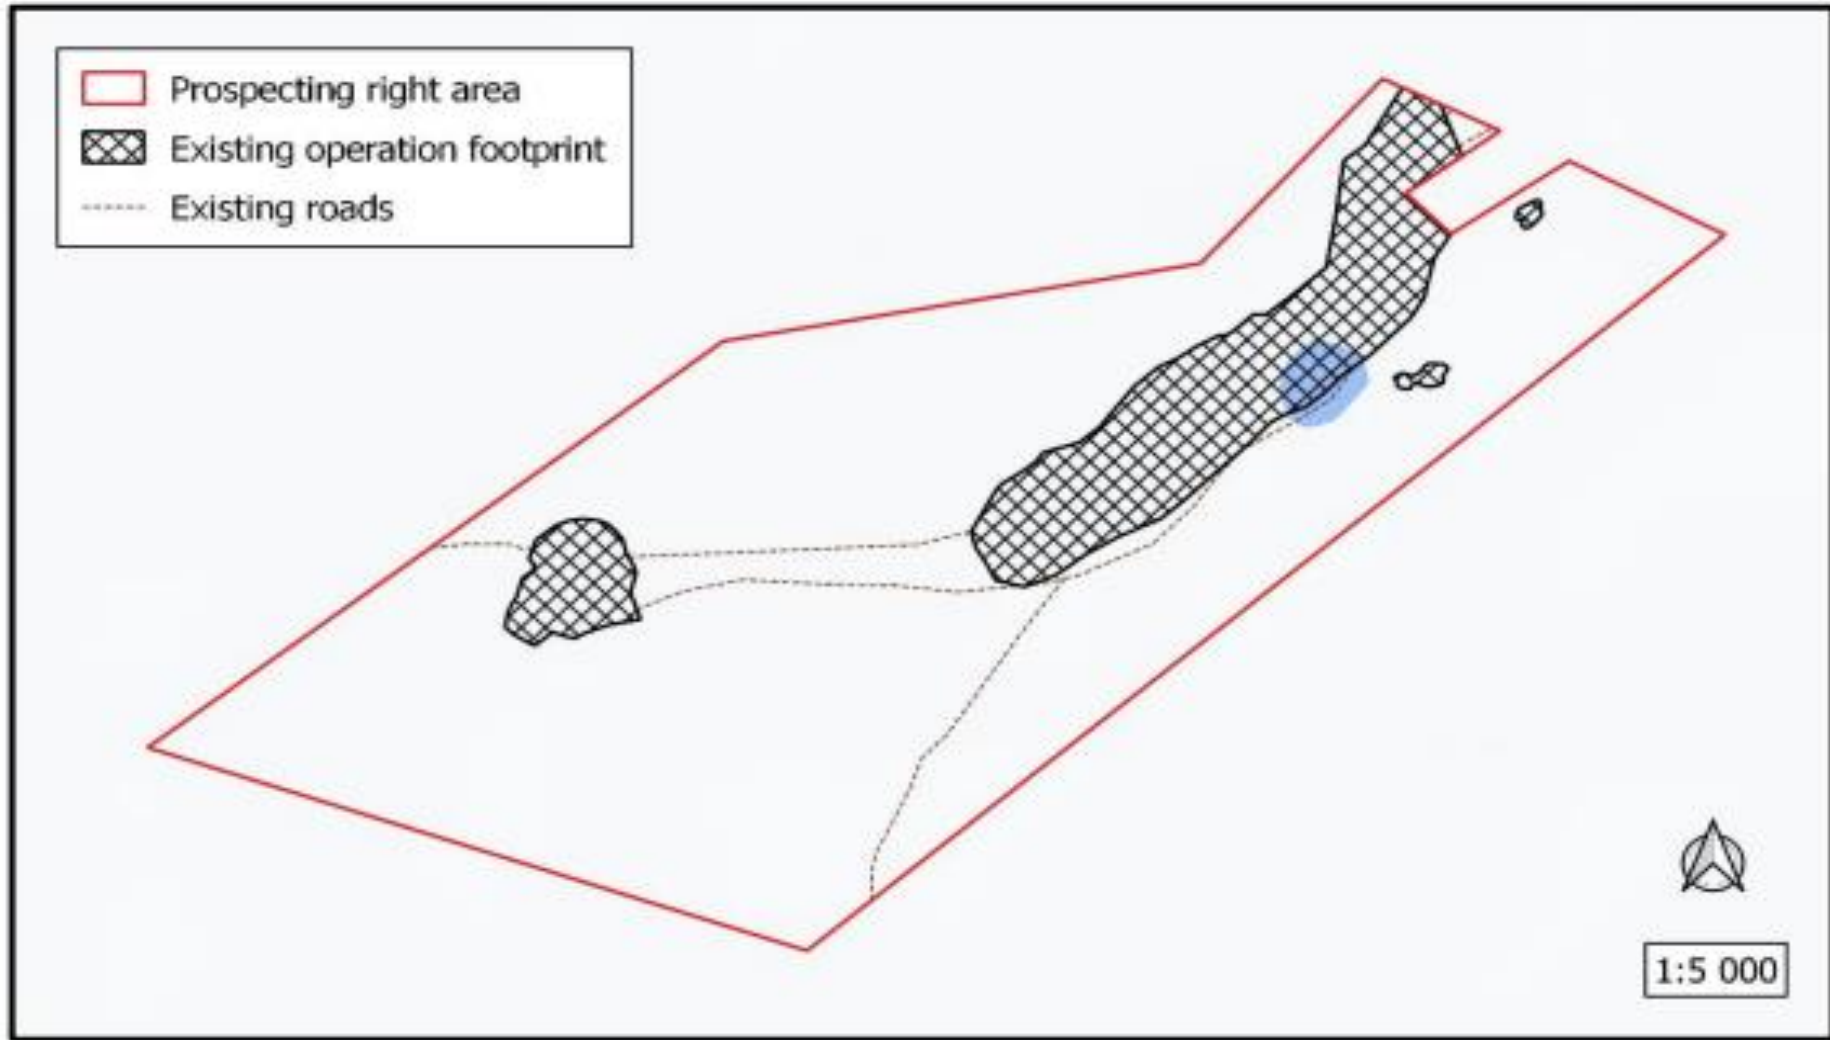 Prospecting right area
Existing operation footprint
Existing roads
1:5 000